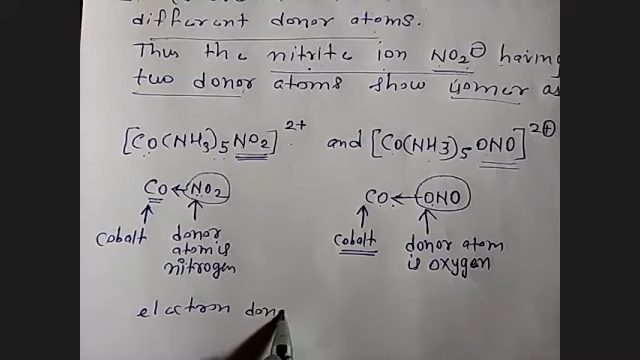 different donor atoms.
Thus the nitrite ion NO₂⊖ having
two donor atoms show isomer as
[CO(NH₃)₅NO₂]²⁺ and [CO(NH3)₅ONO]²⊕
CO ← NO₂ CO ← ONO
cobalt donor atom is nitrogen cobalt donor atom is oxygen
electron don